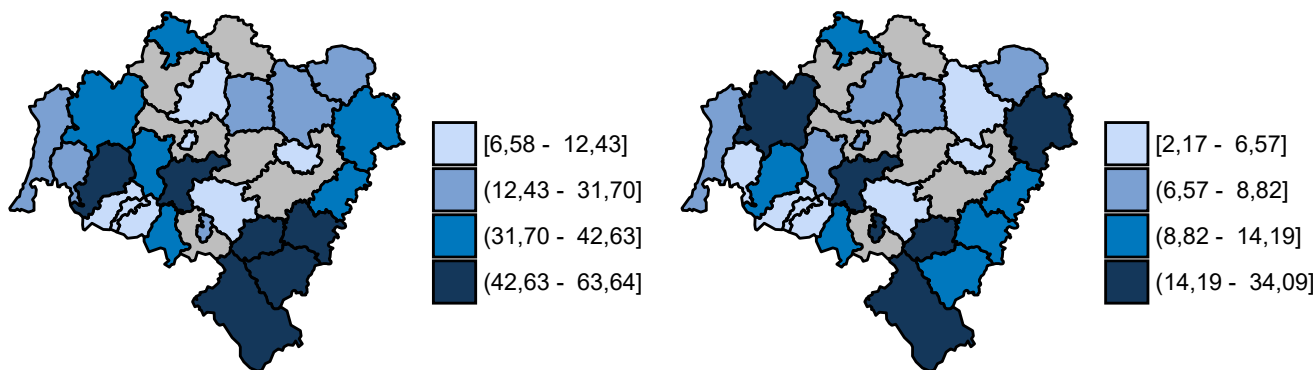 [6,58 - 12,43]
(12,43 - 31,70]
(31,70 - 42,63]
(42,63 - 63,64]
[2,17 - 6,57]
(6,57 - 8,82]
(8,82 - 14,19]
(14,19 - 34,09]